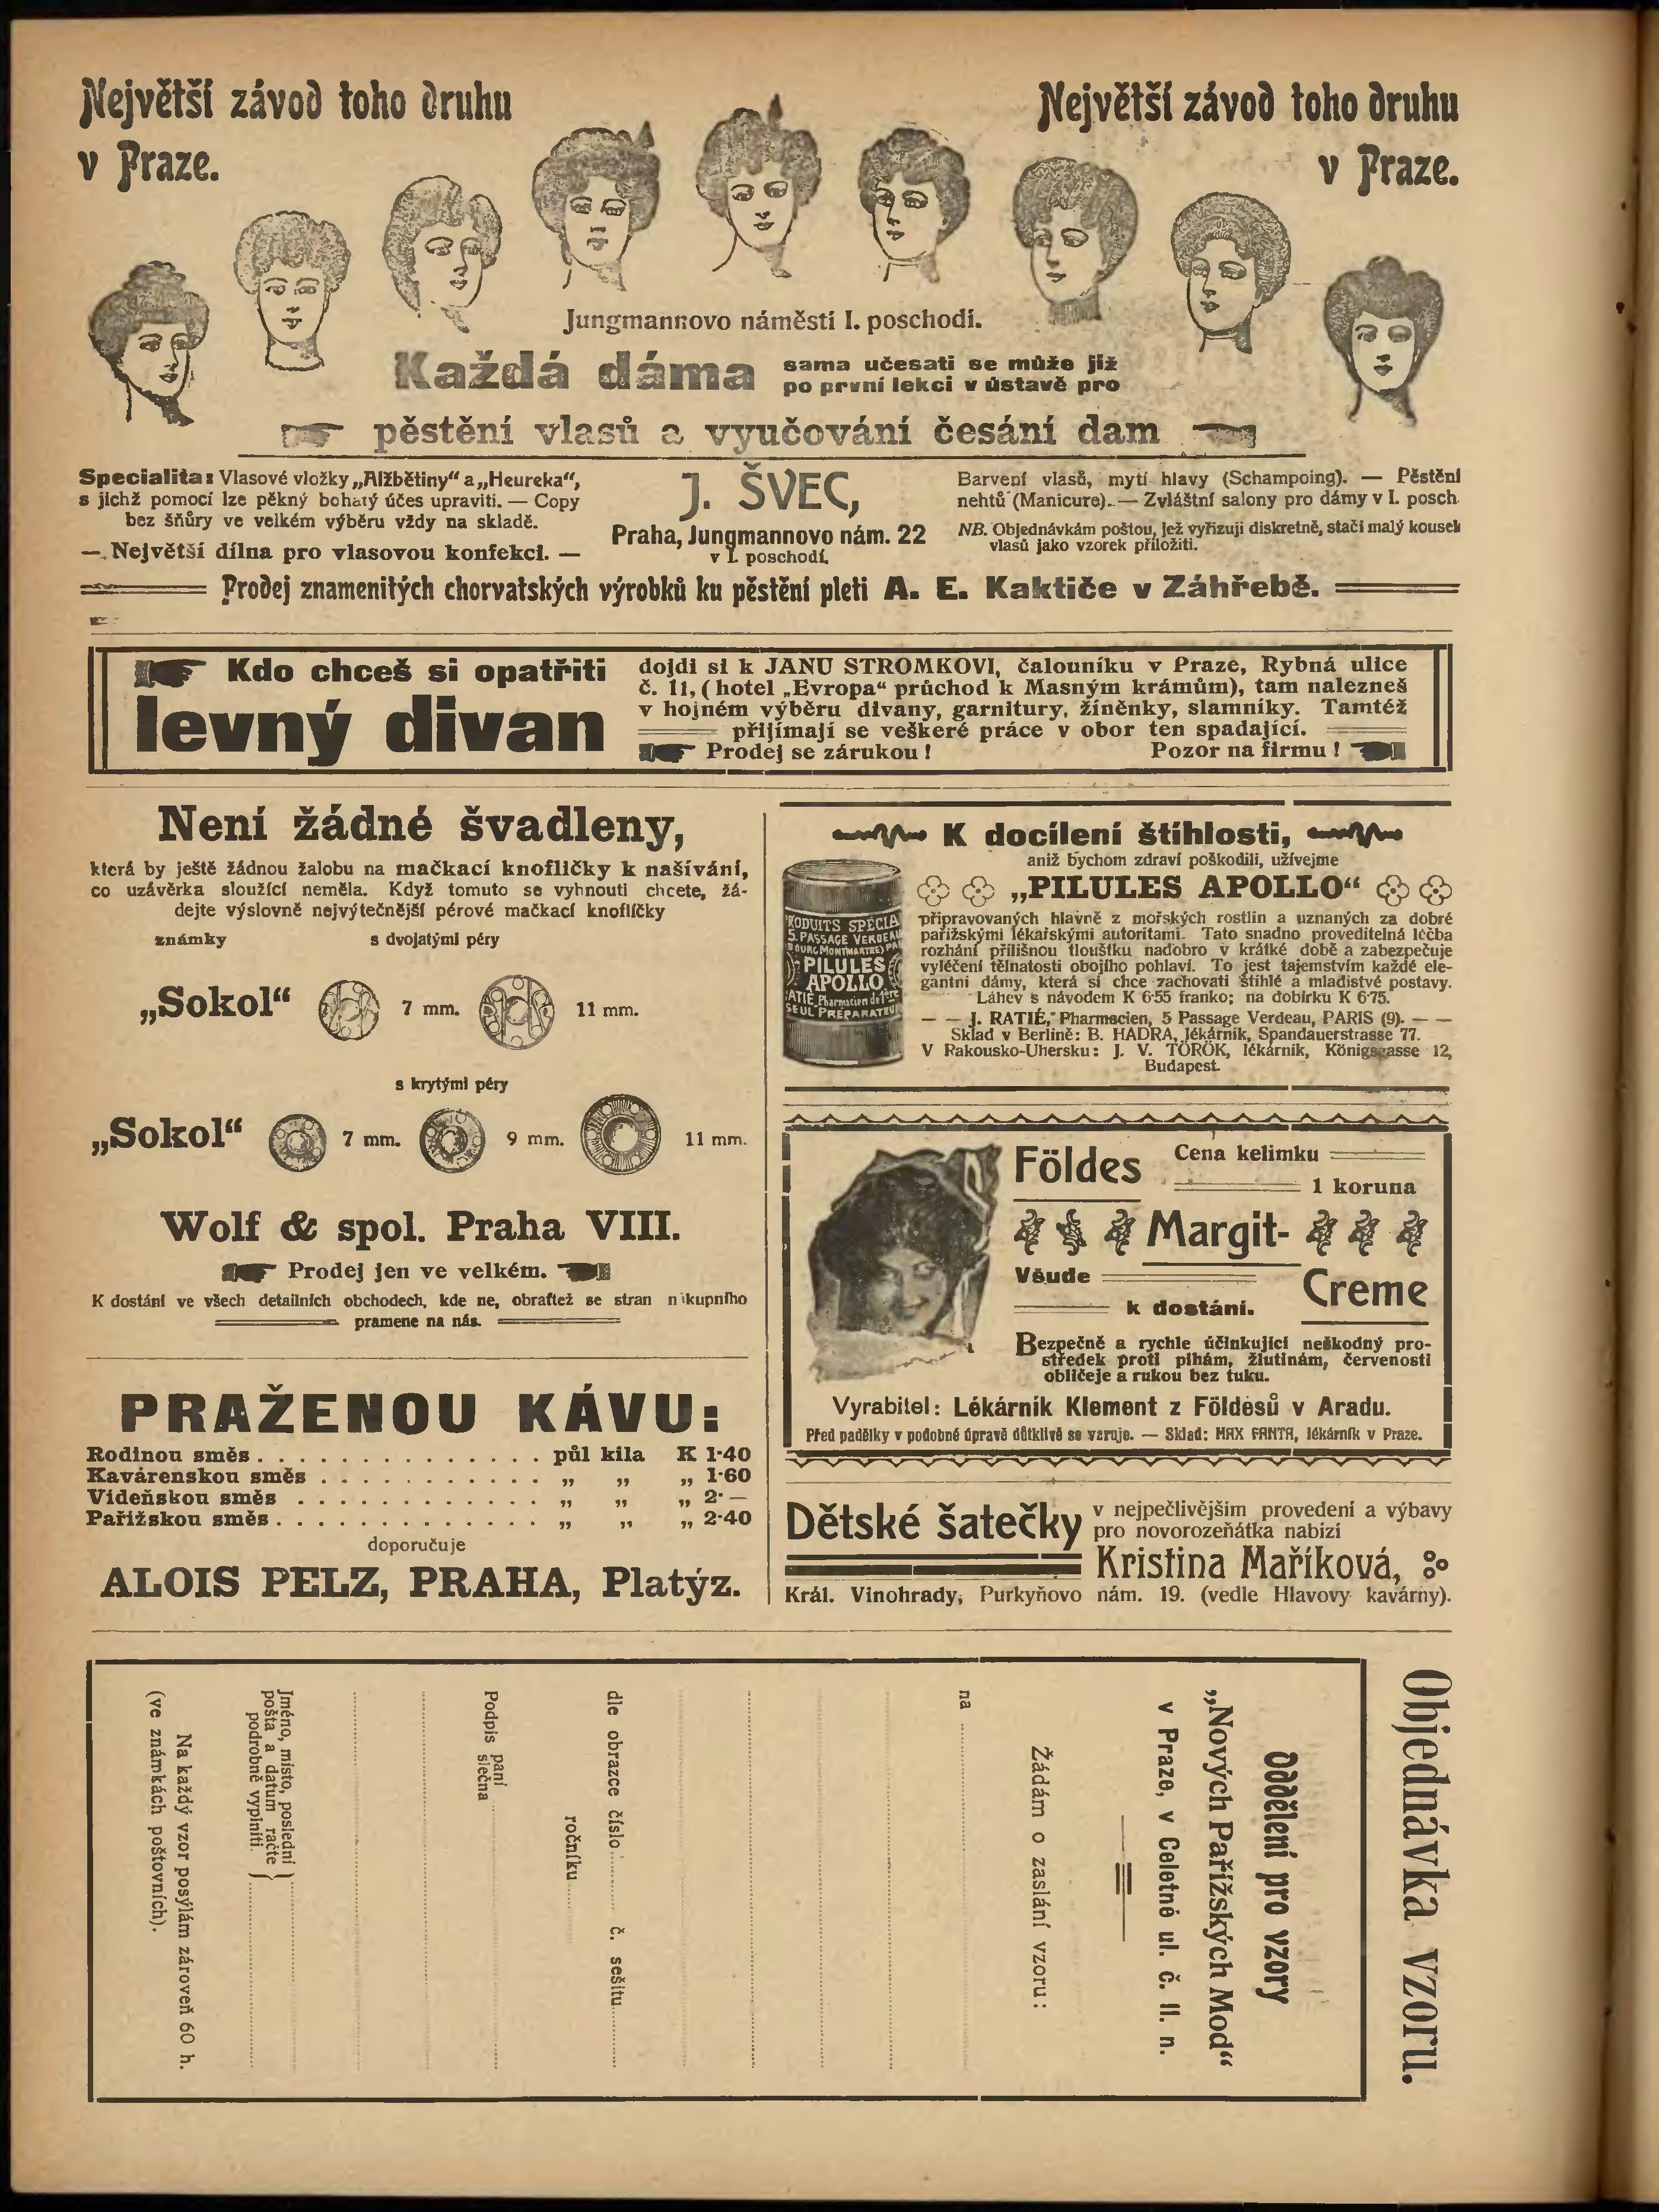 Největší závod toho druhu
v Praze.
Největší závod toho druhu
v Praze.
Jungmannovo náměstí I. poschodí.
Každá dáma
sama učesati se může již
po první lekci v ústavě pro
pěstění vlasů a vyučování česání dam
Specialita: Vlasové vložky „Alžbětiny“ a „Heureka“,
s jichž pomocí lze pěkný bohatý účes upraviti. — Copy
bez šňůry ve velkém výběru vždy na skladě.
— Největší dílna pro vlasovou konfekci. —
J. ŠVEC,
Praha, Jungmannovo nám. 22
v I. poschodí.
Barvení vlasů, mytí hlavy (Schampoing). — Pěstění
nehtů (Manicure). — Zvláštní salony pro dámy v I. posch.
NB. Objednávkám poštou, jež vyřizuji diskretně, stačí malý kousek
vlasů jako vzorek přiložiti.
Prodej znamenitých chorvatských výrobků ku pěstění pleti A. E. Kaktiče v Záhřebě.
Kdo chceš si opatřiti
levný divan
dojdi si k JANU STROMKOVI, čalouníku v Praze, Rybná ulice
č. 11, (hotel „Evropa“ průchod k Masným krámům), tam nalezneš
v hojném výběru divany, garnitury, žíněnky, slamníky. Tamtéž
přijímají se veškeré práce v obor ten spadající.
Prodej se zárukou! Pozor na firmu!
Není žádné švadleny,
která by ještě žádnou žalobu na mačkací knoflíčky k našívání,
co uzávěrka sloužící neměla. Když tomuto se vyhnouti chcete, žá-
dejte výslovně nejvýtečnější pérové mačkací knoflíčky
známky s dvojatými péry
„Sokol“ 7 mm. 11 mm.
s krytými péry
„Sokol“ 7 mm. 9 mm. 11 mm.
Wolf & spol. Praha VIII.
Prodej jen ve velkém.
K dostání ve všech detailních obchodech, kde ne, obraťtež se stran nákupního
pramene na nás.
PRAŽENOU KÁVU:
Rodinou směs . . . . . . . . . . . . . . půl kila K 1·40
Kavárenskou směs . . . . . . . . . . . . „ „ „ 1·60
Vídeňskou směs . . . . . . . . . . . . . „ „ „ 2·—
Pařížskou směs . . . . . . . . . . . . . . „ „ „ 2·40
doporučuje
ALOIS PELZ, PRAHA, Platýz.
K docílení štíhlosti,
aniž bychom zdraví poškodili, užívejme
„PILULES APOLLO“
připravovaných hlavně z mořských rostlin a uznaných za dobré
pařížskými lékařskými autoritami. Tato snadno proveditelná léčba
rozhání přílišnou tloušťku nadobro v krátké době a zabezpečuje
vyléčení tělnatosti obojího pohlaví. To jest tajemstvím každé ele-
gantní dámy, která si chce zachovati štíhlé a mladistvé postavy.
Láhev s návodem K 6·55 franko; na dobírku K 6·75.
— — J. RATIÉ, Pharmacien, 5 Passage Verdeau, PARIS (9). — —
Sklad v Berlíně: B. HADRA, lékárník, Spandauerstrasse 77.
V Rakousko-Uhersku: J. V. TÖRÖK, lékárník, Königsgasse 12,
Budapest.
PRODUITS SPÉCIA
5. PASSAGE VERDEAU
PILULES
APOLLO
RATIÉ, Pharmacien de 1ère
SEUL PRÉPARATEUR
Földes Cena kelímku
1 koruna
Margit-
Všude
k dostání.
Creme
Bezpečně a rychle účinkující neškodný pro-
středek proti pihám, žlutinám, červenosti
obličeje a rukou bez tuku.
Vyrabitel: Lékárník Klement z Földesů v Aradu.
Před padělky v podobné úpravě důtklivě se varuje. — Sklad: MAX FANTA, lékárník v Praze.
Dětské šatečky
v nejpečlivějším provedení a výbavy
pro novorozeňátka nabízí
Kristina Maříková,
Král. Vinohrady, Purkyňovo nám. 19. (vedle Hlavovy kavárny).
Objednávka vzoru.
Oddělení pro vzory
„Nových Pařížských Mod“
v Praze, v Celetné ul. č. 11. n.
Žádám o zaslání vzoru:
na
dle obrazce číslo č. sešitu
ročníku
Podpis paní
slečna
Jméno, místo, poslední
pošta a datum račte
podrobně vyplniti.
Na každý vzor posýlám zároveň 60 h.
(ve známkách poštovních).